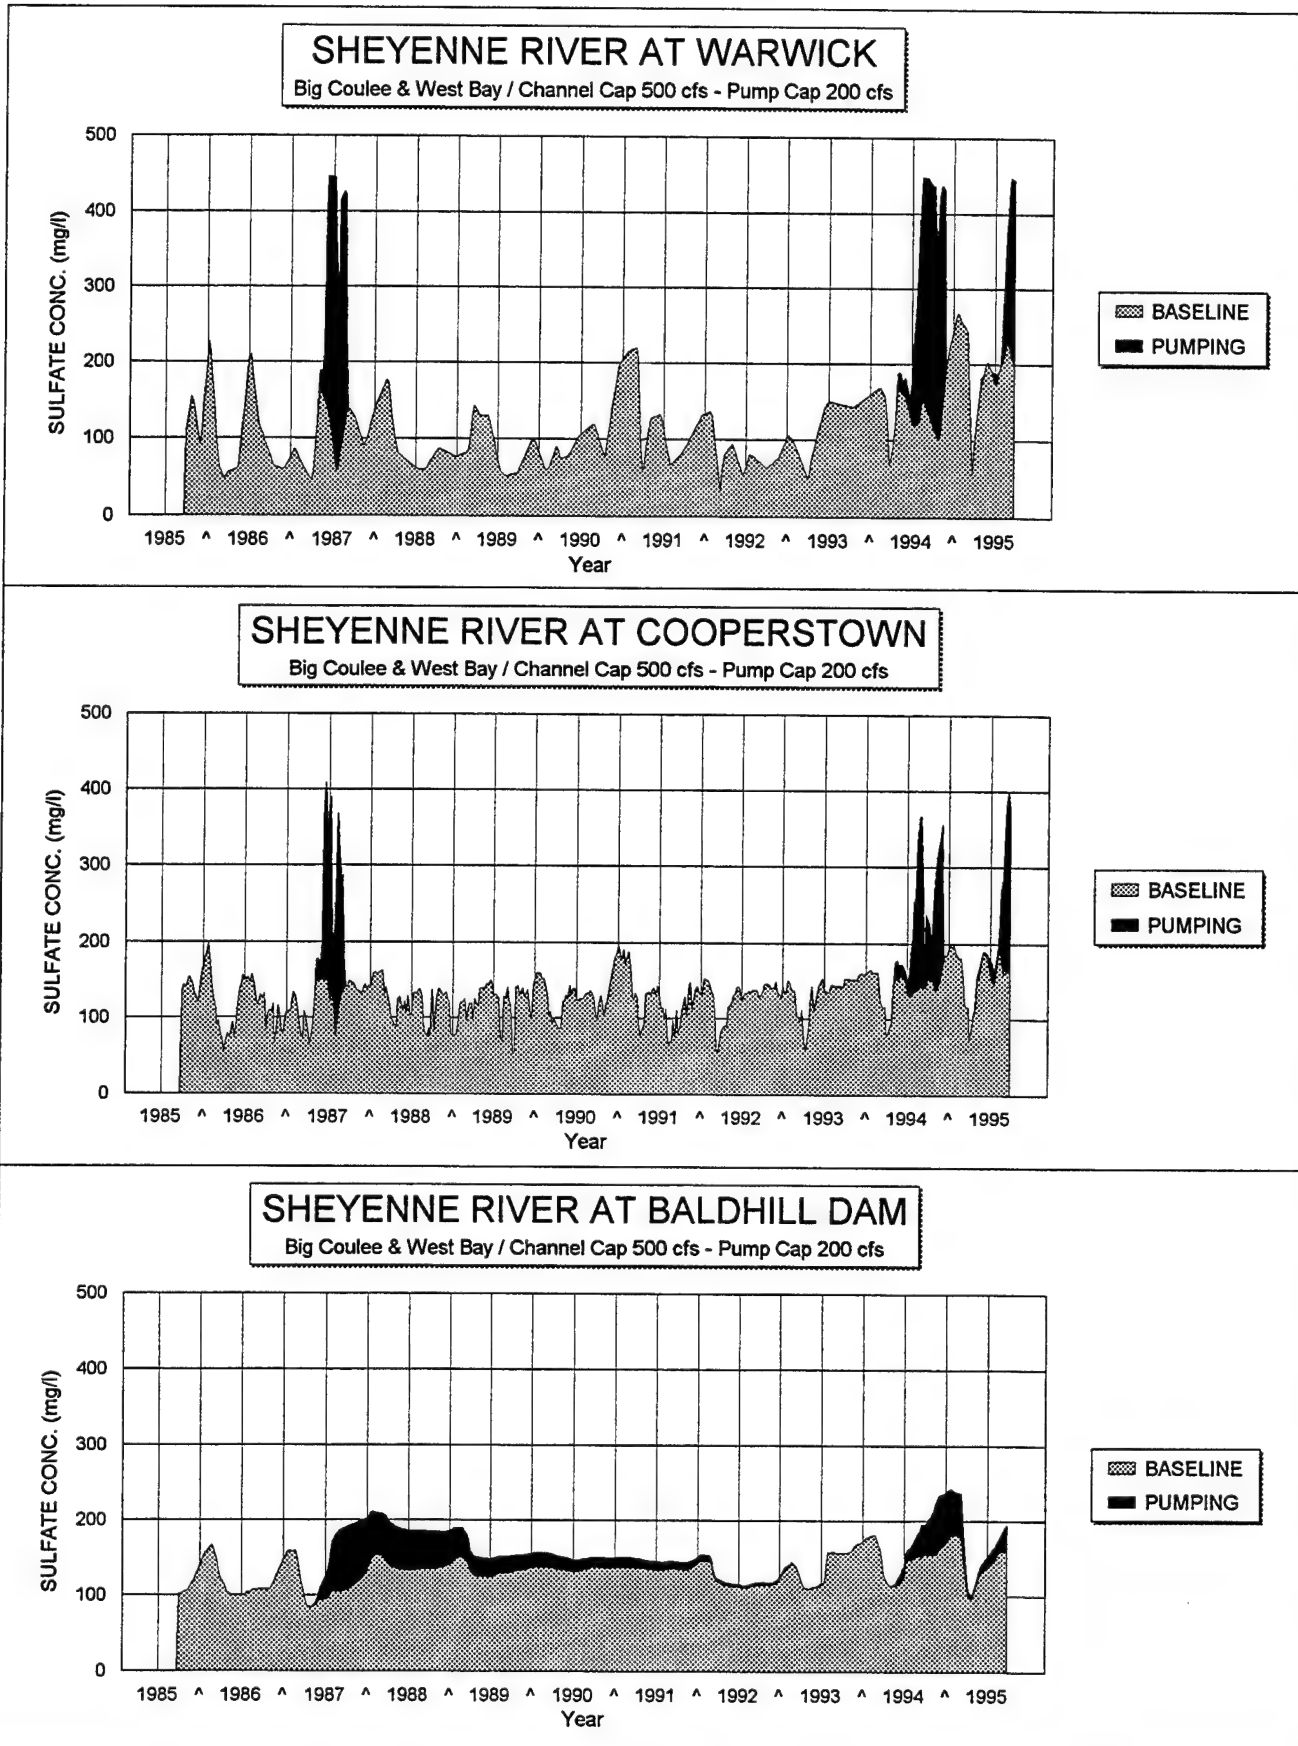 SHEYENNE RIVER AT WARWICK
Big Coulee & West Bay / Channel Cap 500 cfs - Pump Cap 200 cfs
500
400
300
200
100
0
SULFATE CONC. (mg/l)
1985 ^ 1986 ^ 1987 ^ 1988 ^ 1989 ^ 1990 ^ 1991 ^ 1992 ^ 1993 ^ 1994 ^ 1995
Year
BASELINE
PUMPING
SHEYENNE RIVER AT COOPERSTOWN
Big Coulee & West Bay / Channel Cap 500 cfs - Pump Cap 200 cfs
500
400
300
200
100
0
SULFATE CONC. (mg/l)
1985 ^ 1986 ^ 1987 ^ 1988 ^ 1989 ^ 1990 ^ 1991 ^ 1992 ^ 1993 ^ 1994 ^ 1995
Year
BASELINE
PUMPING
SHEYENNE RIVER AT BALDHILL DAM
Big Coulee & West Bay / Channel Cap 500 cfs - Pump Cap 200 cfs
500
400
300
200
100
0
SULFATE CONC. (mg/l)
1985 ^ 1986 ^ 1987 ^ 1988 ^ 1989 ^ 1990 ^ 1991 ^ 1992 ^ 1993 ^ 1994 ^ 1995
Year
BASELINE
PUMPING